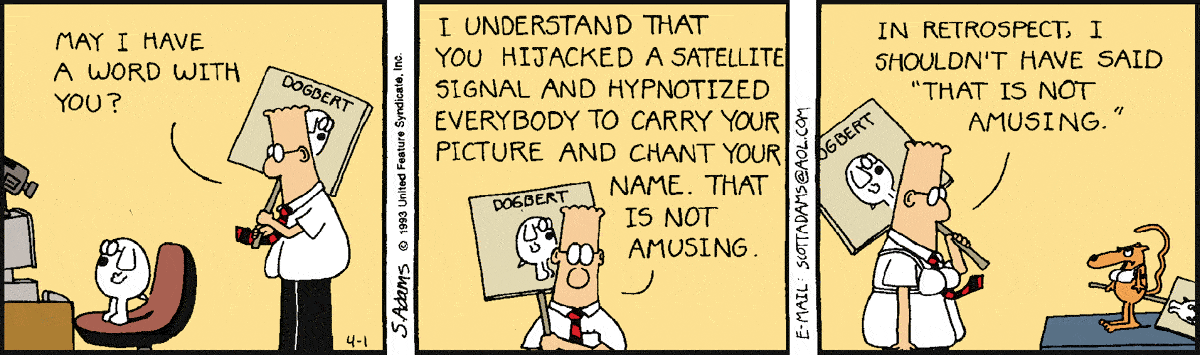 MAY I HAVE
A WORD WITH
YOU?
DOGBERT
4-1
S. Adams
© 1993 United Feature Syndicate, Inc.
I UNDERSTAND THAT
YOU HIJACKED A SATELLITE
SIGNAL AND HYPNOTIZED
EVERYBODY TO CARRY YOUR
PICTURE AND CHANT YOUR
NAME. THAT
IS NOT
AMUSING.
DOGBERT
E-MAIL: SCOTTADAMS@AOL.COM
IN RETROSPECT, I
SHOULDN'T HAVE SAID
"THAT IS NOT
AMUSING."
OGBERT